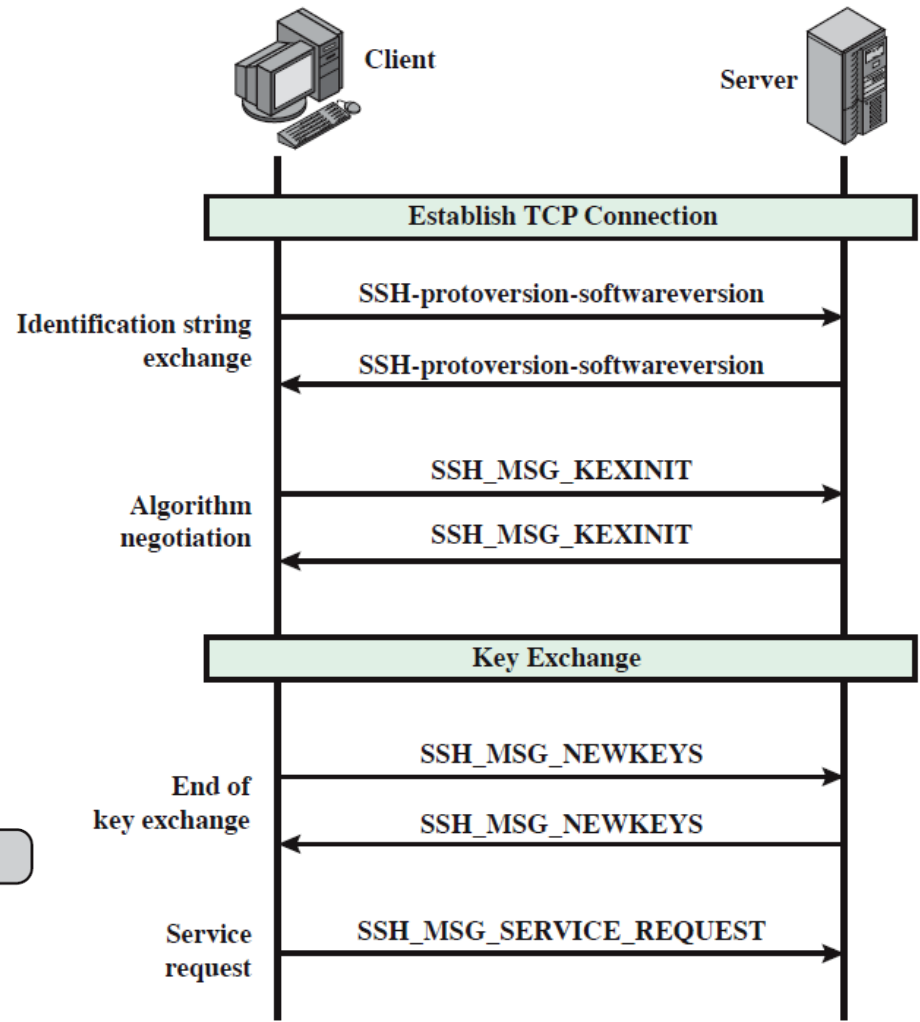 Client
Server
Establish TCP Connection
SSH-protoversion-softwareversion
Identification string
exchange
SSH-protoversion-softwareversion
SSH_MSG_KEXINIT
Algorithm
negotiation
SSH_MSG_KEXINIT
Key Exchange
SSH_MSG_NEWKEYS
End of
key exchange
SSH_MSG_NEWKEYS
SSH_MSG_SERVICE_REQUEST
Service
request